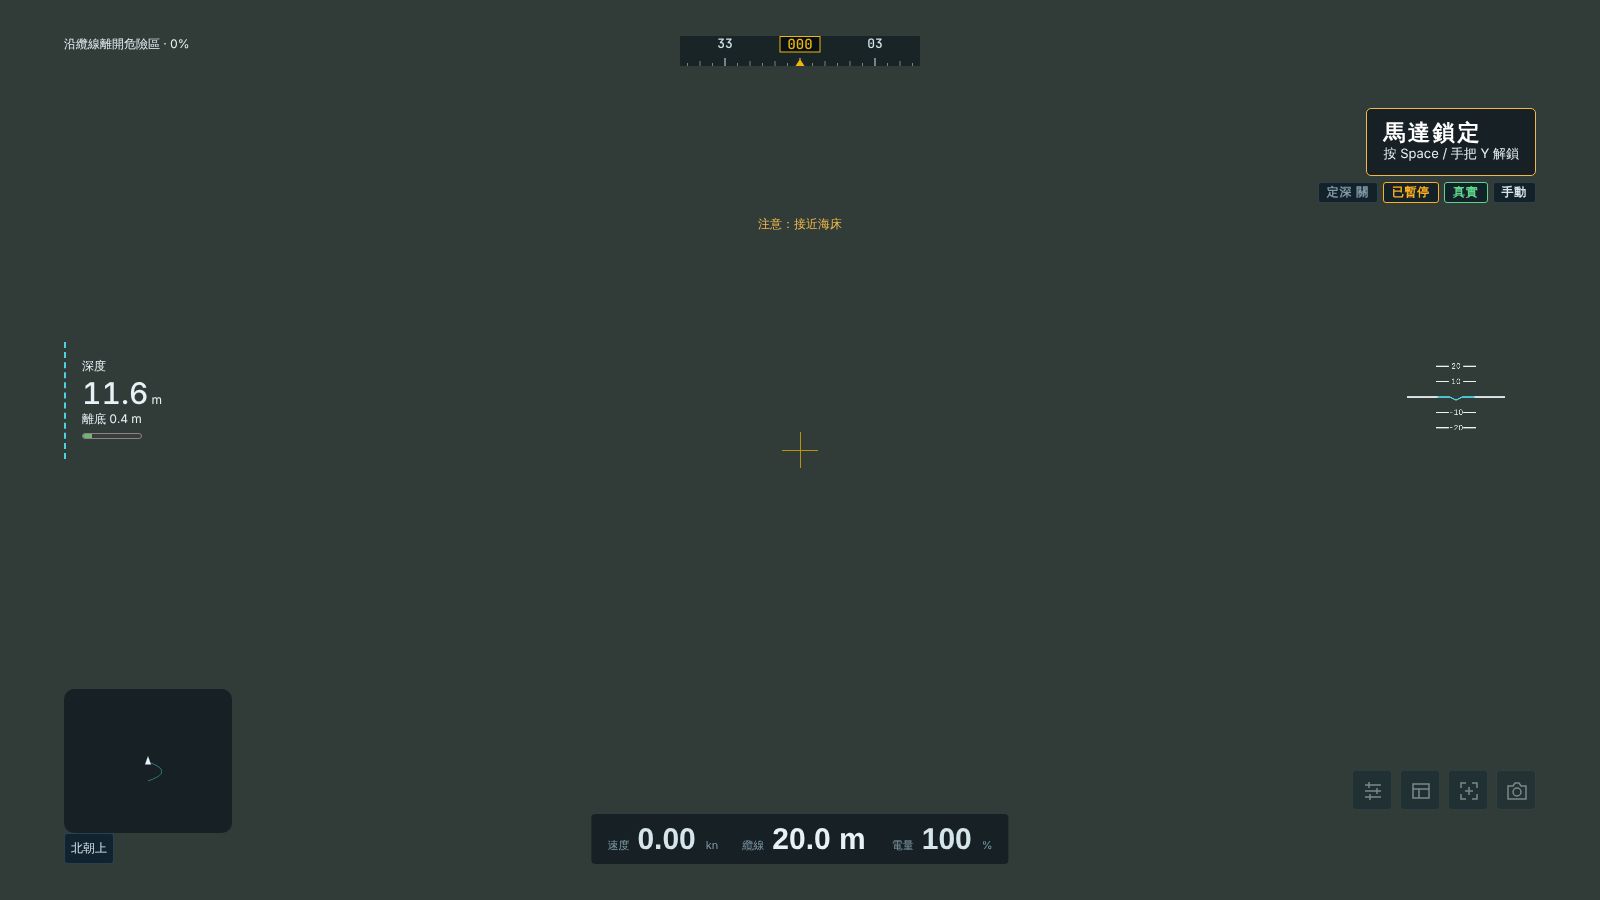 沿纜線離開危險區 · 0%
33 000 03
馬達鎖定
按 Space / 手把 Y 解鎖
定深 關 已暫停 真實 手動
注意：接近海床
深度
11.6 m
離底 0.4 m
20
10
-10
-20
北朝上
速度 0.00 kn 纜線 20.0 m 電量 100 %